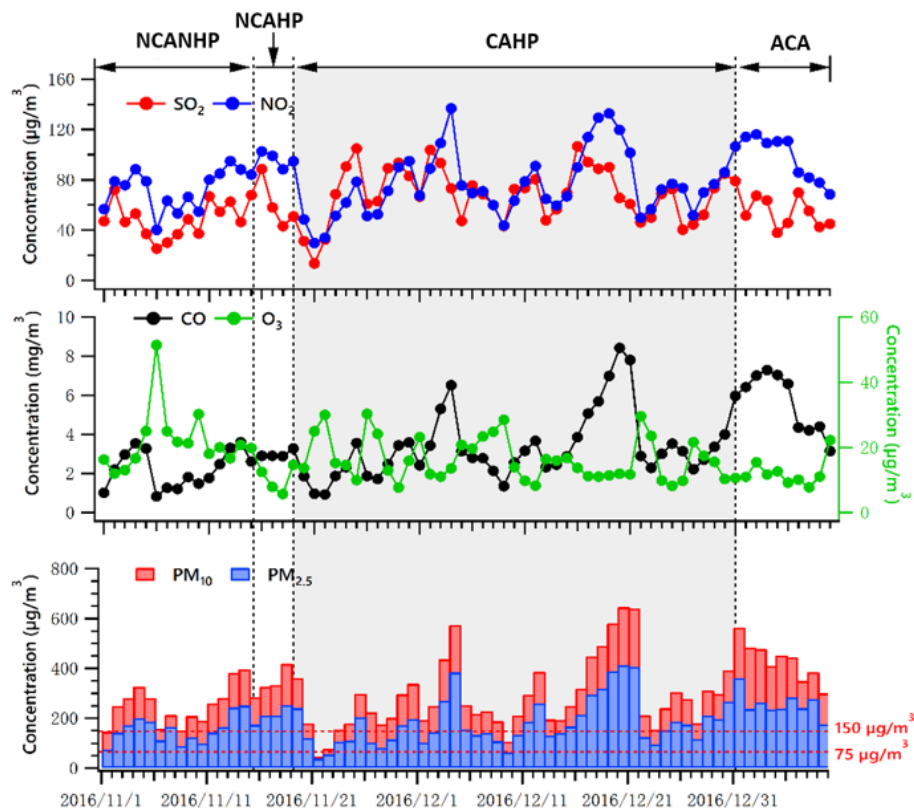 NCANHP NCAHP CAHP ACA
SO2 NO2
Concontration (μg/m³)
160
120
80
40
0
CO O3
Concentration (mg/m³)
10
8
6
4
2
0
Concentration (μg/m³)
60
40
20
0
PM10 PM2.5
Concentration (μg/m³)
800
600
400
200
0
150 μg/m³
75 μg/m³
2016/11/1 2016/11/11 2016/11/21 2016/12/1 2016/12/11 2016/12/21 2016/12/31